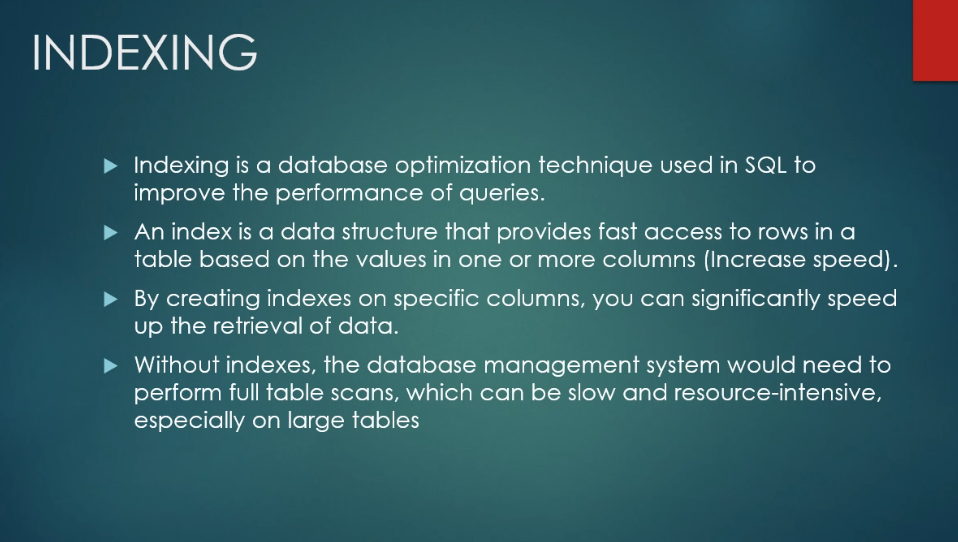 INDEXING
Indexing is a database optimization technique used in SQL to
improve the performance of queries.
An index is a data structure that provides fast access to rows in a
table based on the values in one or more columns (Increase speed).
By creating indexes on specific columns, you can significantly speed
up the retrieval of data.
Without indexes, the database management system would need to
perform full table scans, which can be slow and resource-intensive,
especially on large tables